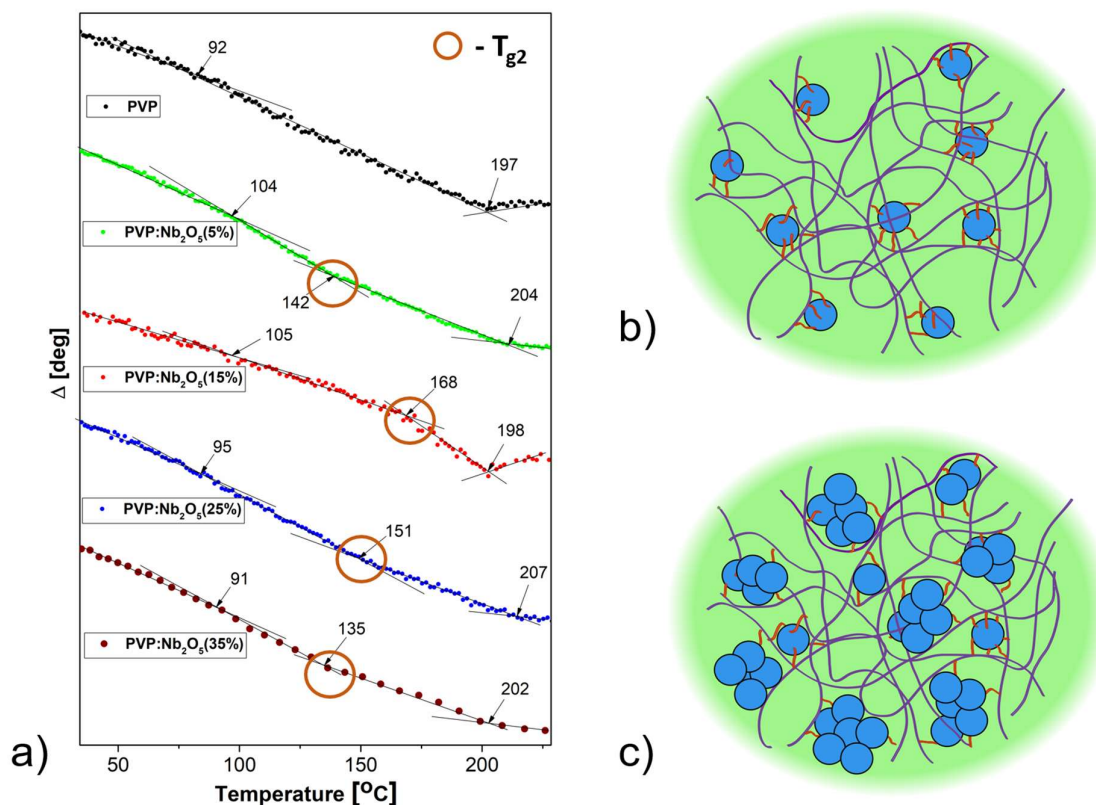 92
- Tg2
PVP
197
104
PVP:Nb2O5(5%)
142
204
105
PVP:Nb2O5(15%)
168
198
95
PVP:Nb2O5(25%)
151
207
91
PVP:Nb2O5(35%)
135
202
Δ [deg]
50
100
150
200
Temperature [°C]
a)
b)
c)